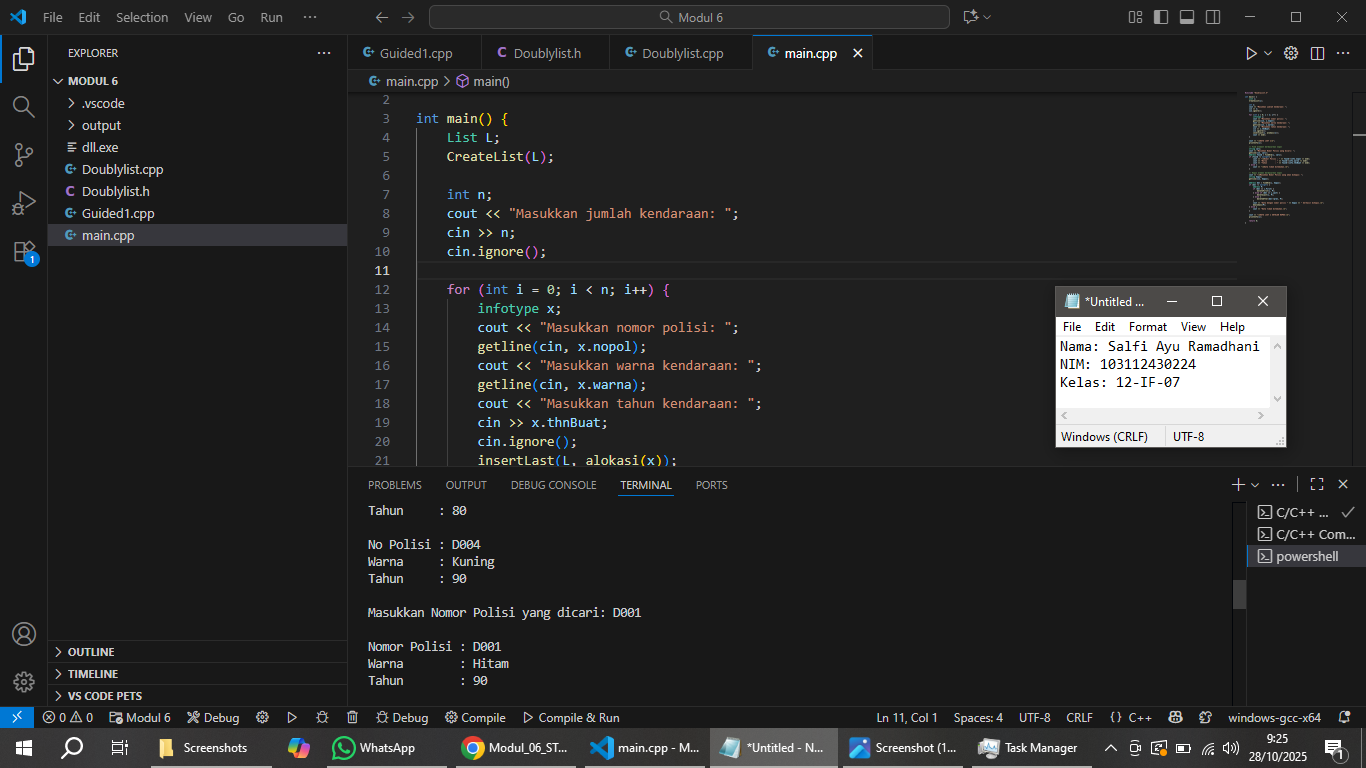 File Edit Selection View Go Run ···
Modul 6
EXPLORER ···
MODUL 6
.vscode
output
dll.exe
Doublylist.cpp
Doublylist.h
Guided1.cpp
main.cpp
OUTLINE
TIMELINE
VS CODE PETS
1
Guided1.cpp
C Doublylist.h
Doublylist.cpp
main.cpp
main.cpp > main()
2
3 int main() {
4 List L;
5 CreateList(L);
6
7 int n;
8 cout << "Masukkan jumlah kendaraan: ";
9 cin >> n;
10 cin.ignore();
11
12 for (int i = 0; i < n; i++) {
13 infotype x;
14 cout << "Masukkan nomor polisi: ";
15 getline(cin, x.nopol);
16 cout << "Masukkan warna kendaraan: ";
17 getline(cin, x.warna);
18 cout << "Masukkan tahun kendaraan: ";
19 cin >> x.thnBuat;
20 cin.ignore();
21 insertLast(L, alokasi(x));
*Untitled ...
File Edit Format View Help
Nama: Salfi Ayu Ramadhani
NIM: 103112430224
Kelas: 12-IF-07
Windows (CRLF) UTF-8
PROBLEMS OUTPUT DEBUG CONSOLE TERMINAL PORTS
Tahun : 80
No Polisi : D004
Warna : Kuning
Tahun : 90
Masukkan Nomor Polisi yang dicari: D001
Nomor Polisi : D001
Warna : Hitam
Tahun : 90
C/C++ ...
C/C++ Com...
powershell
0 0 Modul 6 Debug Debug Compile Compile & Run Ln 11, Col 1 Spaces: 4 UTF-8 CRLF {} C++ windows-gcc-x64
Screenshots WhatsApp Modul_06_ST... main.cpp - M... *Untitled - N... Screenshot (1... Task Manager
9:25
28/10/2025
1